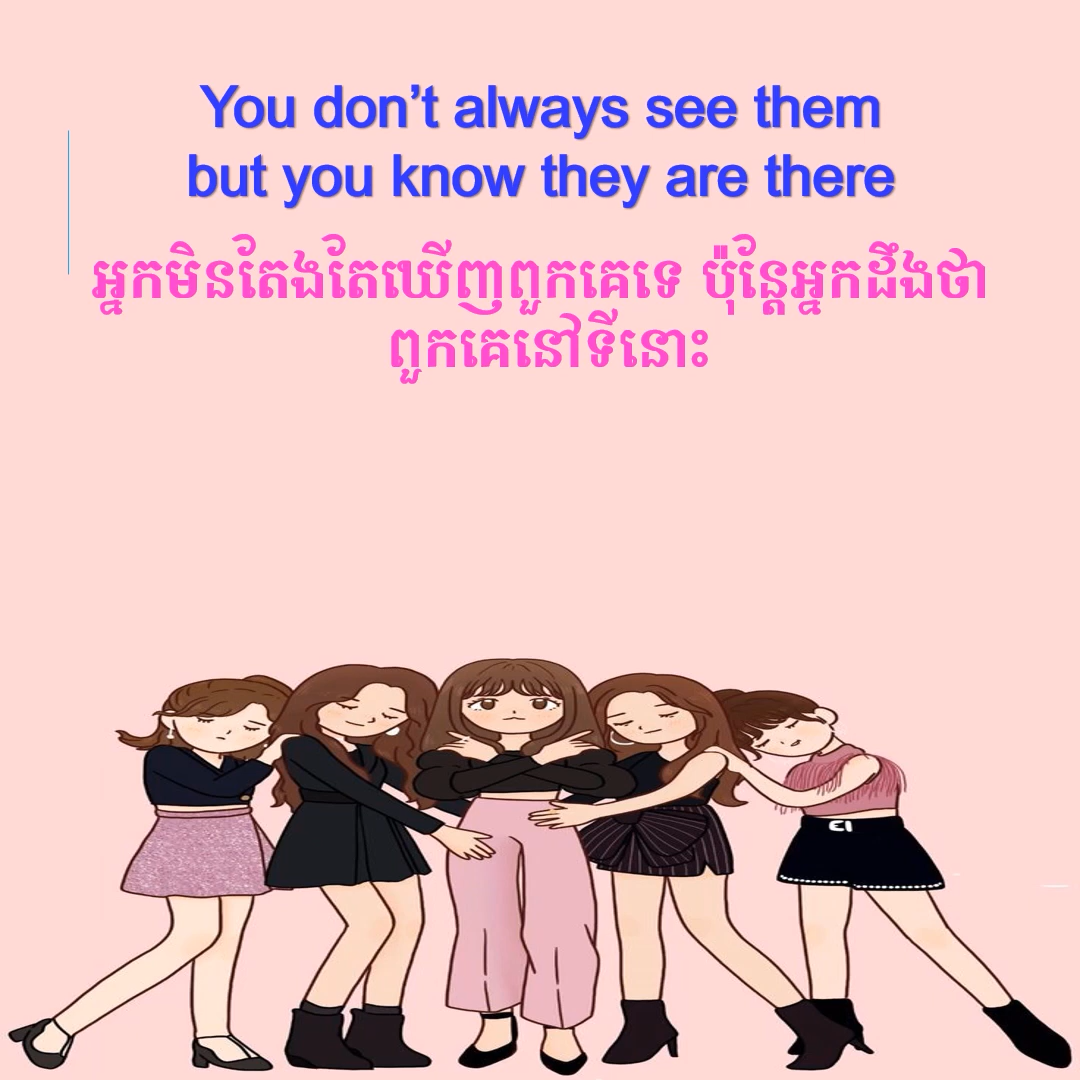 You don’t always see them
but you know they are there
អ្នកមិនតែងតែឃើញពួកគេទេ ប៉ុន្តែអ្នកដឹងថា
ពួកគេនៅទីនោះ